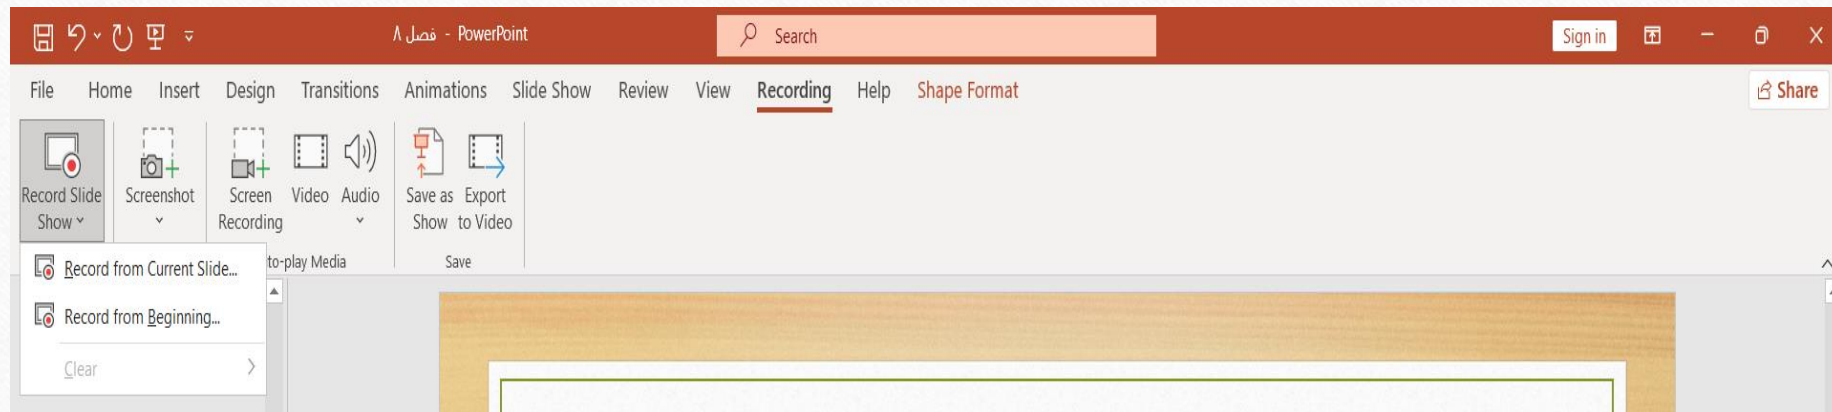 فصل ۸ - PowerPoint
Search
Sign in
File Home Insert Design Transitions Animations Slide Show Review View Recording Help Shape Format
Share
Record Slide Show
Screenshot
Screen Recording
Video
Audio
Save as Show
Export to Video
to-play Media
Save
Record from Current Slide...
Record from Beginning...
Clear